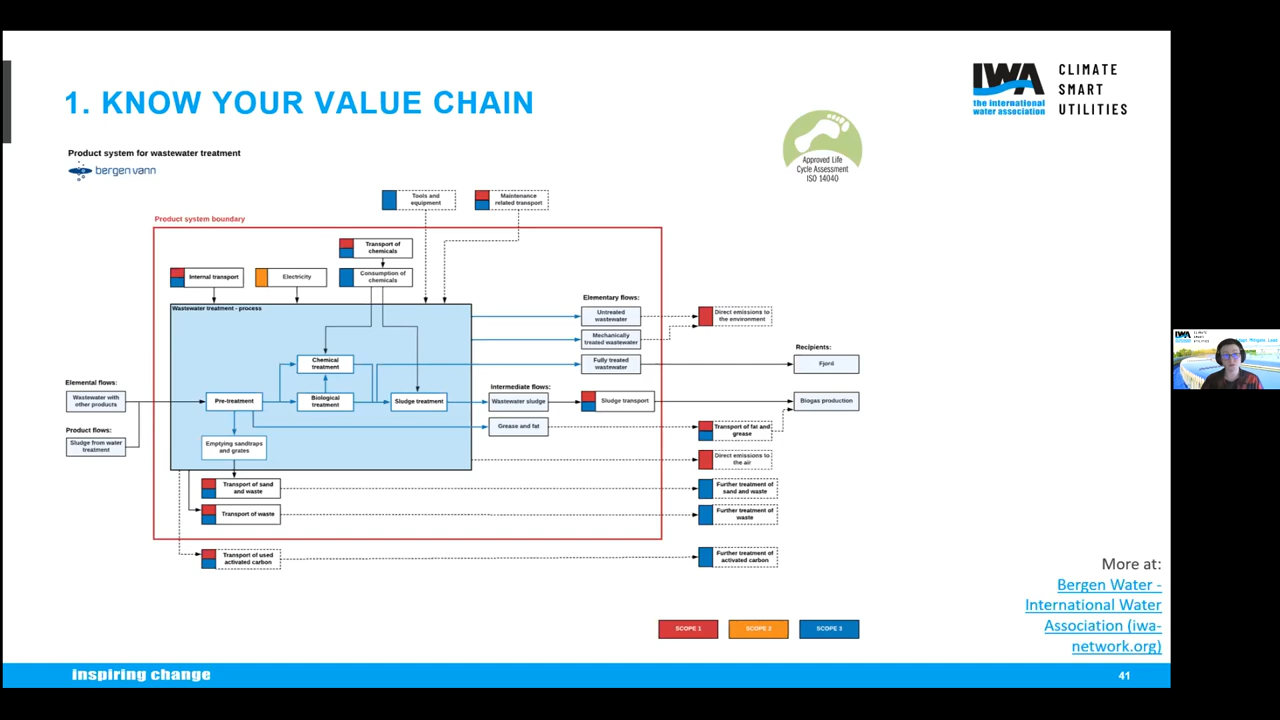 1. KNOW YOUR VALUE CHAIN
IWA
the international
water association
CLIMATE
SMART
UTILITIES
Product system for wastewater treatment
bergen vann
Approved Life
Cycle Assessment
ISO 14040
Tools and
equipment
Maintenance
related transport
Product system boundary
Transport of
chemicals
Internal transport
Electricity
Consumption of
chemicals
Wastewater treatment - process
Elementary flows:
Untreated
wastewater
Direct emissions to
the environment
Mechanically
treated wastewater
Recipients:
Chemical
treatment
Fully treated
wastewater
Fjord
Elemental flows:
Wastewater with
other products
Pre-treatment
Biological
treatment
Sludge treatment
Intermediate flows:
Wastewater sludge
Sludge transport
Biogas production
Product flows:
Sludge from water
treatment
Grease and fat
Transport of fat and
grease
Emptying sandtraps
and grates
Direct emissions to
the air
Transport of sand
and waste
Further treatment of
sand and waste
Transport of waste
Further treatment of
waste
Transport of used
activated carbon
Further treatment of
activated carbon
More at:
Bergen Water -
International Water
Association (iwa-
network.org)
SCOPE 1
SCOPE 2
SCOPE 3
inspiring change
41
IWA